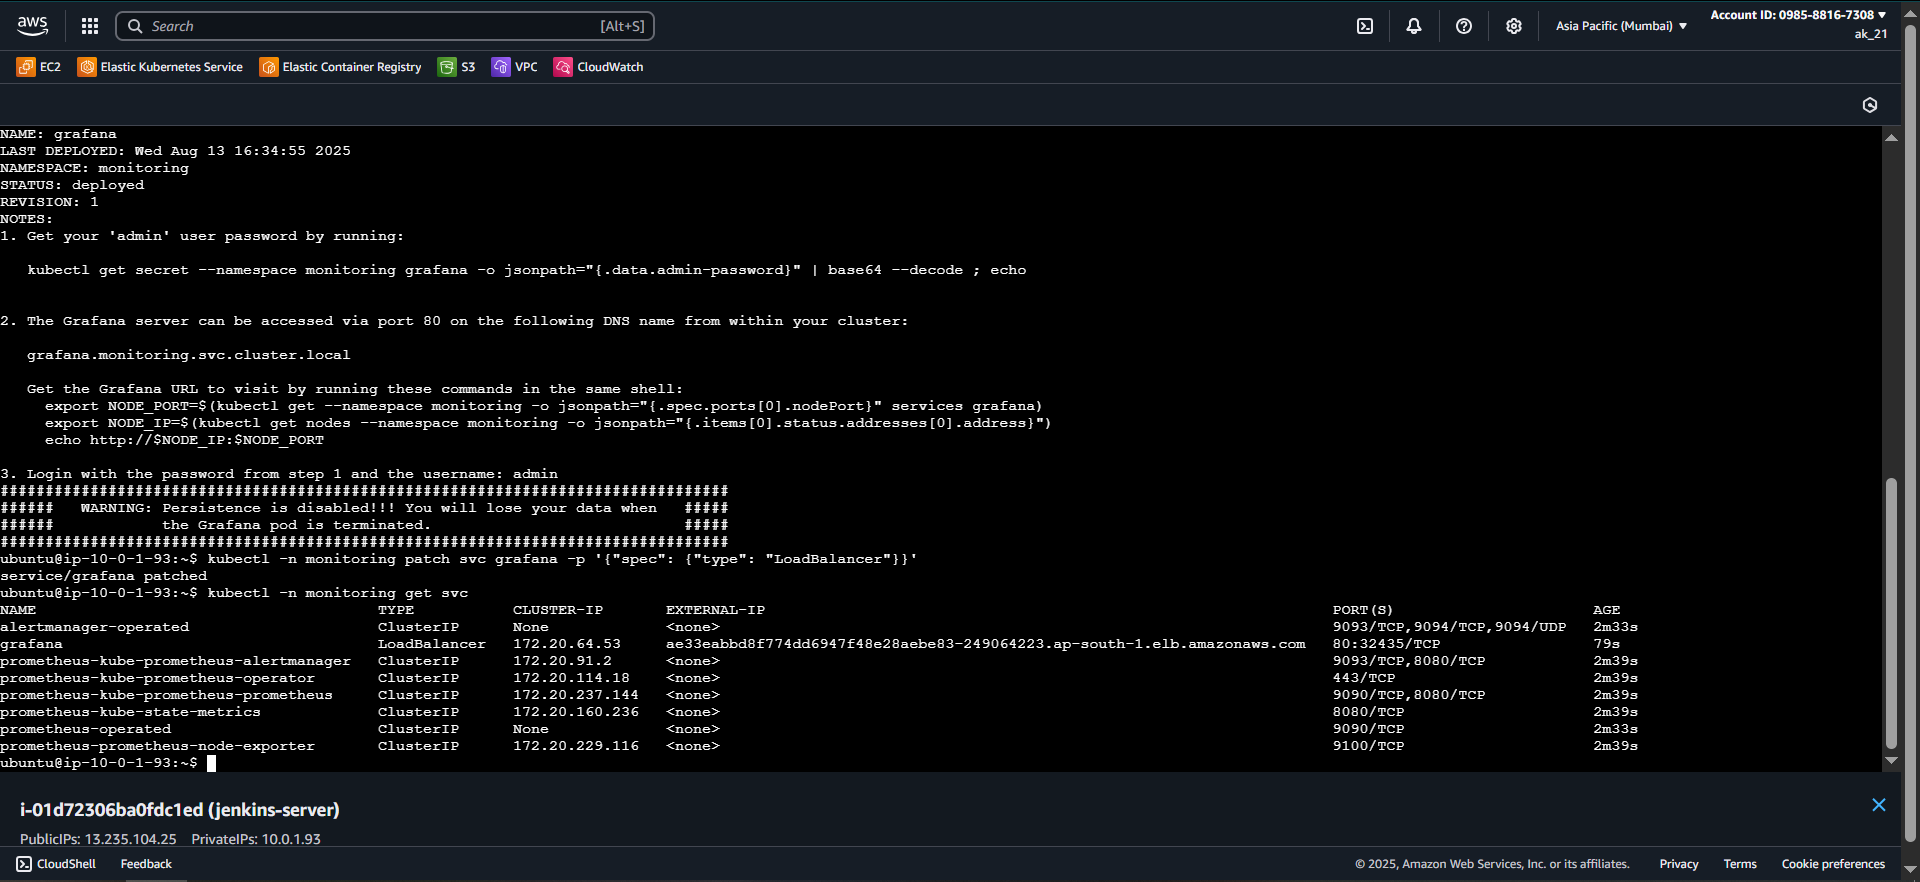 aws
Search [Alt+S]
Asia Pacific (Mumbai) ▼
Account ID: 0985-8816-7308 ▼
ak_21
EC2 Elastic Kubernetes Service Elastic Container Registry S3 VPC CloudWatch
NAME: grafana
LAST DEPLOYED: Wed Aug 13 16:34:55 2025
NAMESPACE: monitoring
STATUS: deployed
REVISION: 1
NOTES:
1. Get your 'admin' user password by running:
kubectl get secret --namespace monitoring grafana -o jsonpath="{.data.admin-password}" | base64 --decode ; echo
2. The Grafana server can be accessed via port 80 on the following DNS name from within your cluster:
grafana.monitoring.svc.cluster.local
Get the Grafana URL to visit by running these commands in the same shell:
export NODE_PORT=$(kubectl get --namespace monitoring -o jsonpath="{.spec.ports[0].nodePort}" services grafana)
export NODE_IP=$(kubectl get nodes --namespace monitoring -o jsonpath="{.items[0].status.addresses[0].address}")
echo http://$NODE_IP:$NODE_PORT
3. Login with the password from step 1 and the username: admin
#################################################################################
###### WARNING: Persistence is disabled!!! You will lose your data when #####
###### the Grafana pod is terminated. #####
#################################################################################
ubuntu@ip-10-0-1-93:~$ kubectl -n monitoring patch svc grafana -p '{"spec": {"type": "LoadBalancer"}}'
service/grafana patched
ubuntu@ip-10-0-1-93:~$ kubectl -n monitoring get svc
NAME TYPE CLUSTER-IP EXTERNAL-IP PORT(S) AGE
alertmanager-operated ClusterIP None <none> 9093/TCP,9094/TCP,9094/UDP 2m33s
grafana LoadBalancer 172.20.64.53 ae33eabbd8f774dd6947f48e28aebe83-249064223.ap-south-1.elb.amazonaws.com 80:32435/TCP 79s
prometheus-kube-prometheus-alertmanager ClusterIP 172.20.91.2 <none> 9093/TCP,8080/TCP 2m39s
prometheus-kube-prometheus-operator ClusterIP 172.20.114.18 <none> 443/TCP 2m39s
prometheus-kube-prometheus-prometheus ClusterIP 172.20.237.144 <none> 9090/TCP,8080/TCP 2m39s
prometheus-kube-state-metrics ClusterIP 172.20.160.236 <none> 8080/TCP 2m39s
prometheus-operated ClusterIP None <none> 9090/TCP 2m33s
prometheus-prometheus-node-exporter ClusterIP 172.20.229.116 <none> 9100/TCP 2m39s
ubuntu@ip-10-0-1-93:~$
i-01d72306ba0fdc1ed (jenkins-server)
PublicIPs: 13.235.104.25 PrivateIPs: 10.0.1.93
CloudShell Feedback © 2025, Amazon Web Services, Inc. or its affiliates. Privacy Terms Cookie preferences